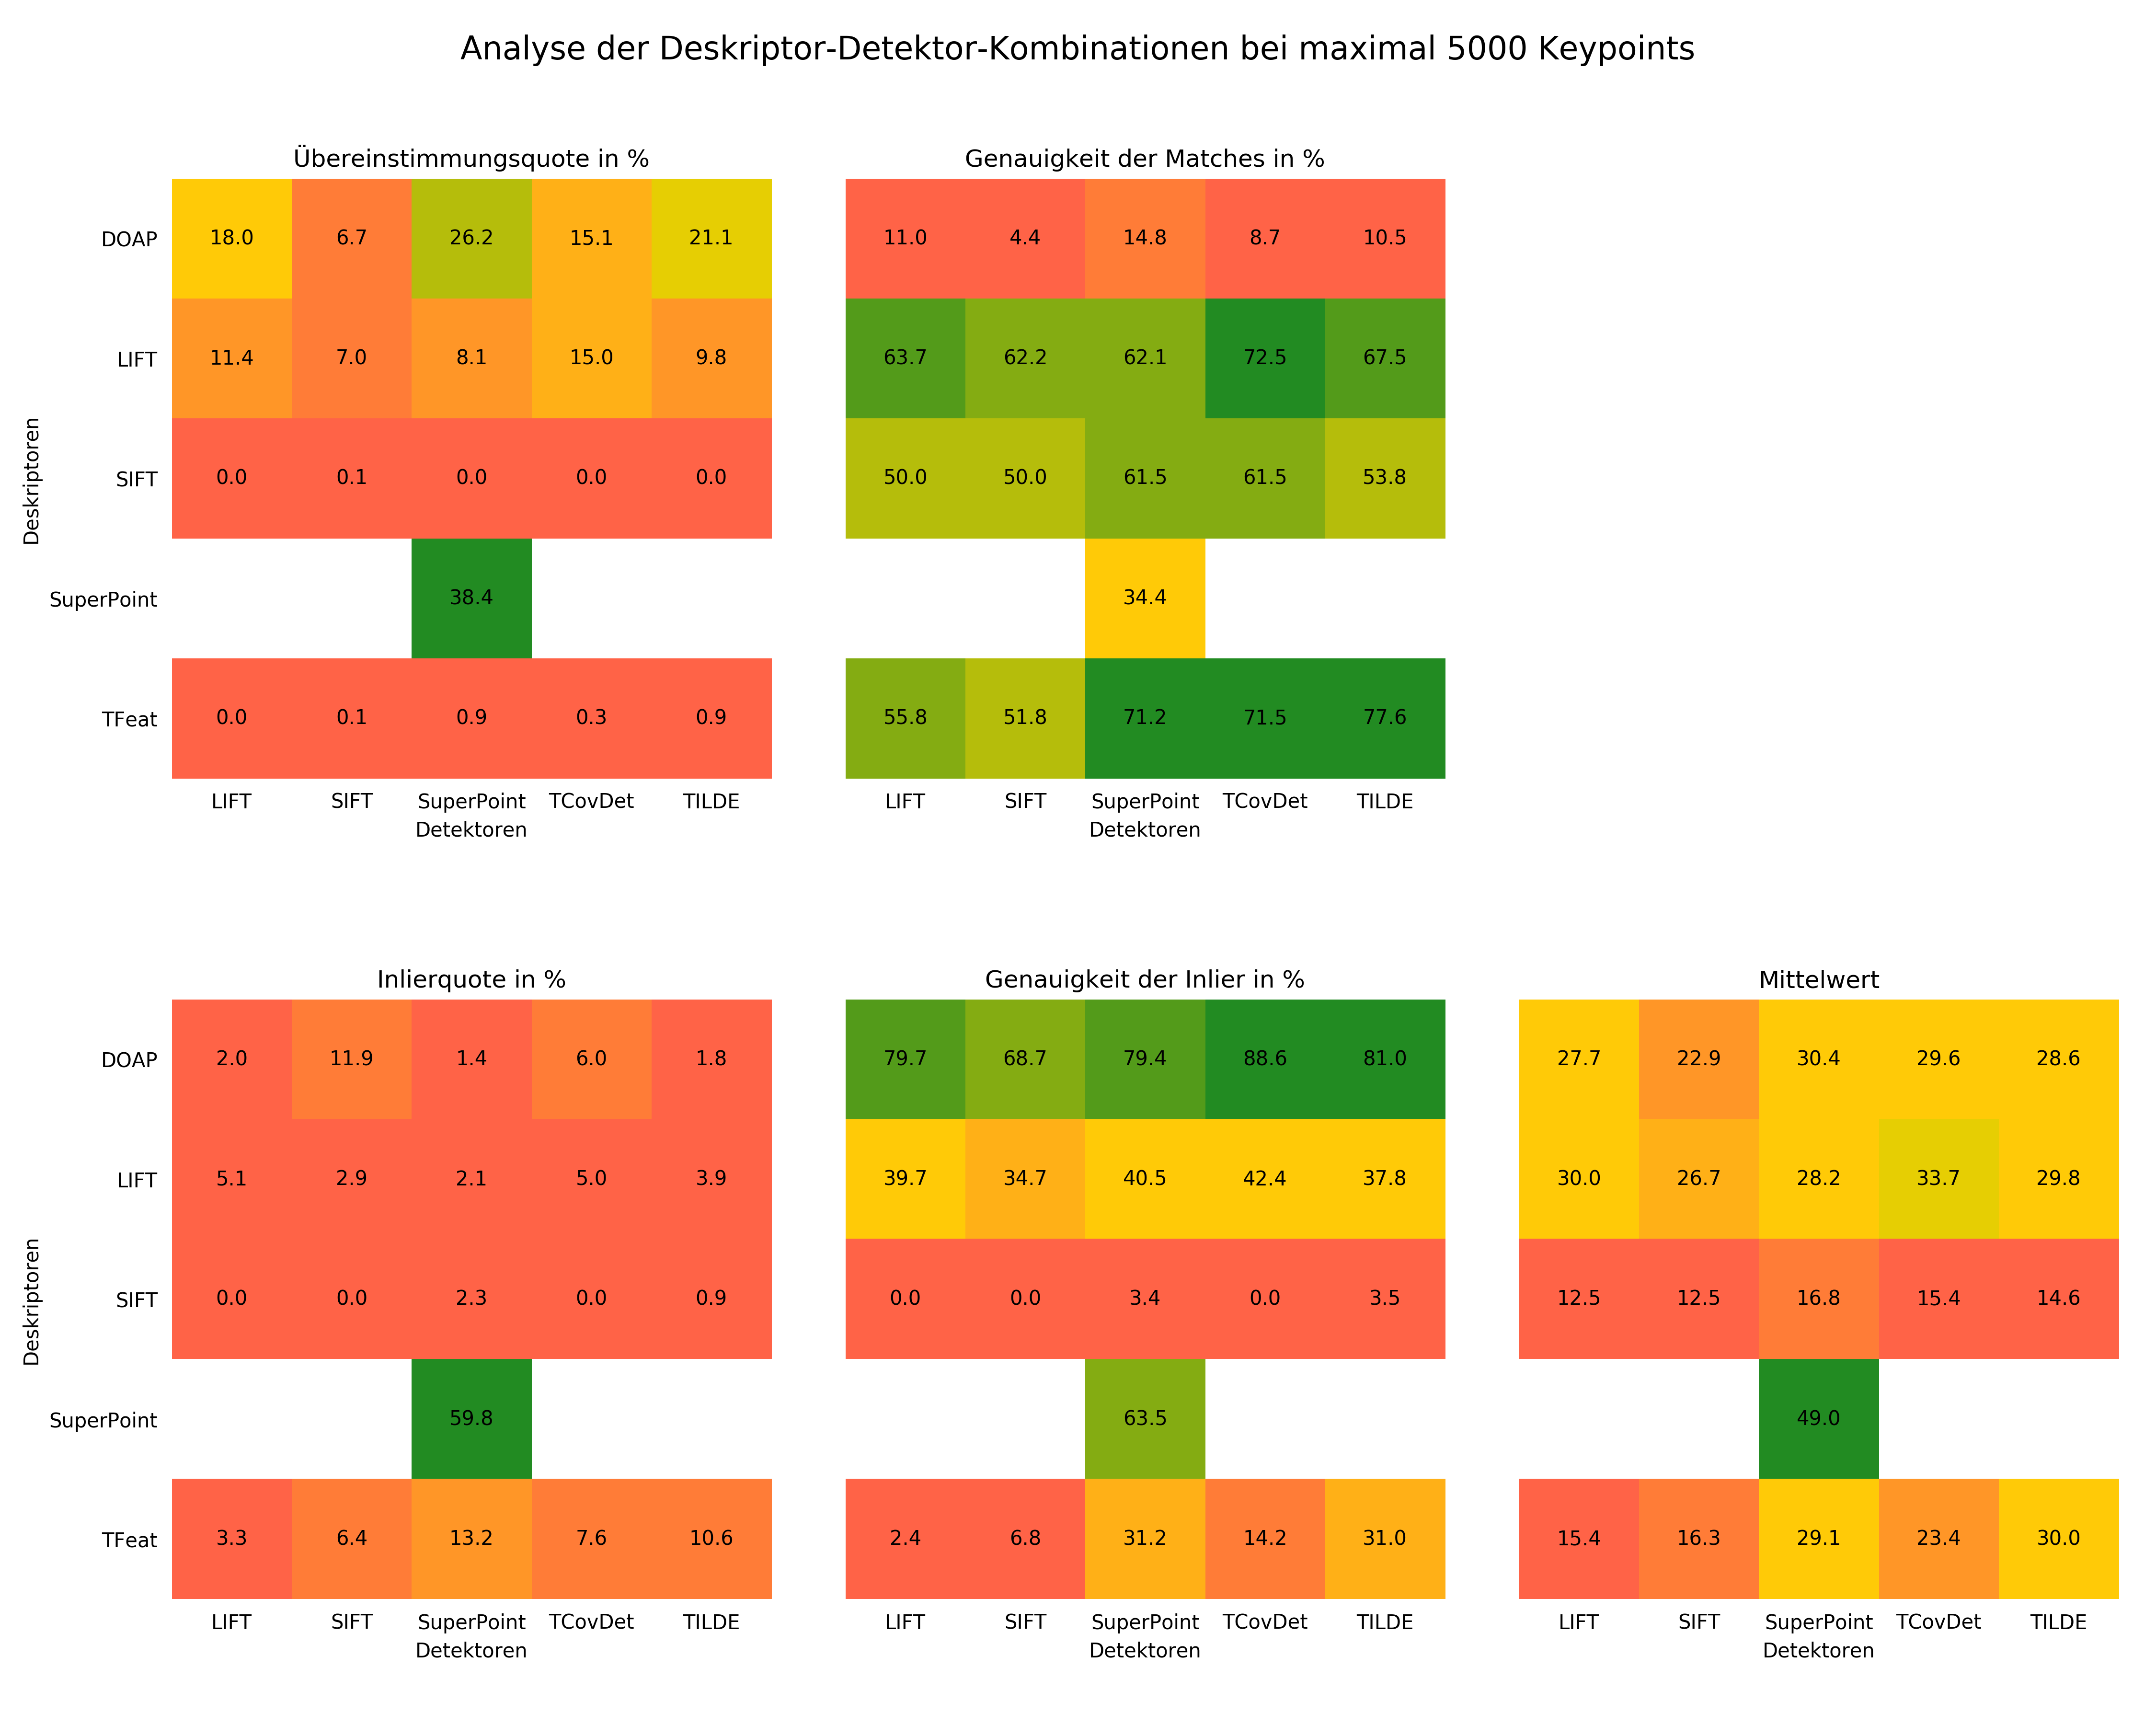 Analyse der Deskriptor-Detektor-Kombinationen bei maximal 5000 Keypoints
Übereinstimmungsquote in %
Deskriptoren
DOAP 18.0 6.7 26.2 15.1 21.1
LIFT 11.4 7.0 8.1 15.0 9.8
SIFT 0.0 0.1 0.0 0.0 0.0
SuperPoint 38.4
TFeat 0.0 0.1 0.9 0.3 0.9
LIFT SIFT SuperPoint TCovDet TILDE
Detektoren
Genauigkeit der Matches in %
11.0 4.4 14.8 8.7 10.5
63.7 62.2 62.1 72.5 67.5
50.0 50.0 61.5 61.5 53.8
34.4
55.8 51.8 71.2 71.5 77.6
LIFT SIFT SuperPoint TCovDet TILDE
Detektoren
Inlierquote in %
Deskriptoren
DOAP 2.0 11.9 1.4 6.0 1.8
LIFT 5.1 2.9 2.1 5.0 3.9
SIFT 0.0 0.0 2.3 0.0 0.9
SuperPoint 59.8
TFeat 3.3 6.4 13.2 7.6 10.6
LIFT SIFT SuperPoint TCovDet TILDE
Detektoren
Genauigkeit der Inlier in %
79.7 68.7 79.4 88.6 81.0
39.7 34.7 40.5 42.4 37.8
0.0 0.0 3.4 0.0 3.5
63.5
2.4 6.8 31.2 14.2 31.0
LIFT SIFT SuperPoint TCovDet TILDE
Detektoren
Mittelwert
27.7 22.9 30.4 29.6 28.6
30.0 26.7 28.2 33.7 29.8
12.5 12.5 16.8 15.4 14.6
49.0
15.4 16.3 29.1 23.4 30.0
LIFT SIFT SuperPoint TCovDet TILDE
Detektoren